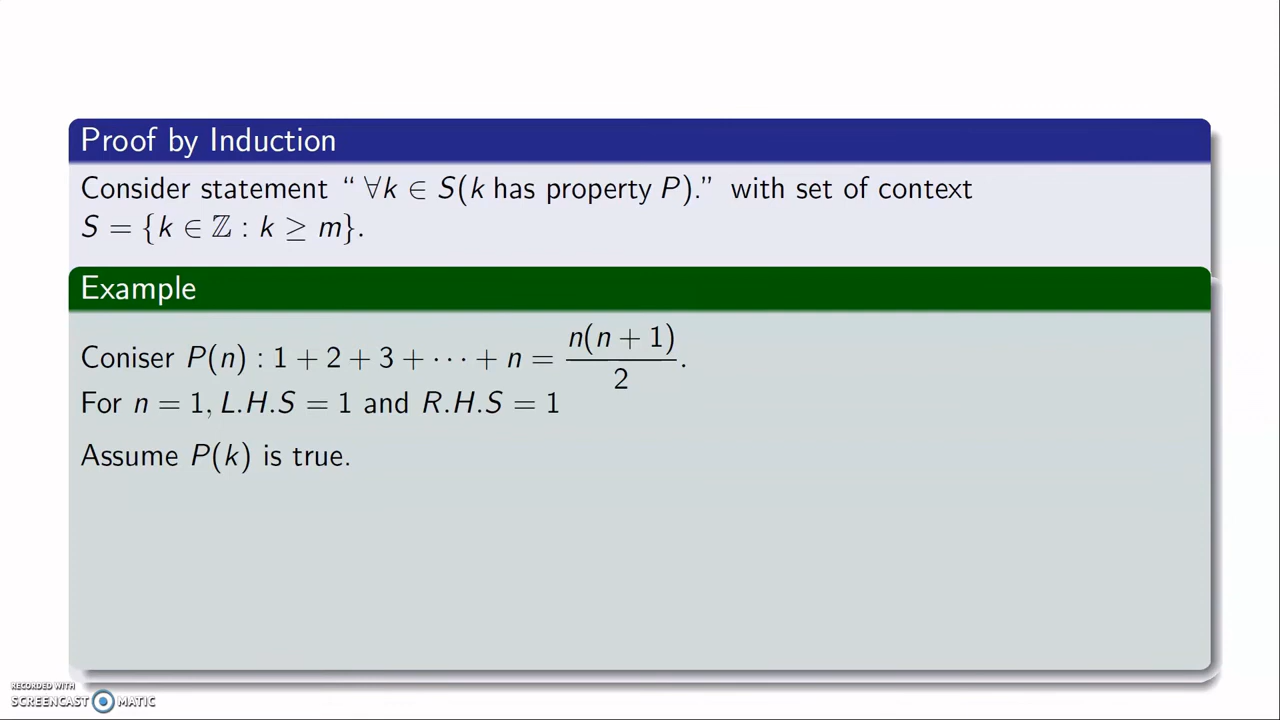 Proof by Induction
Consider statement “ ∀k ∈ S(k has property P).” with set of context
S = {k ∈ ℤ : k ≥ m}.
Example
Coniser P(n) : 1 + 2 + 3 + ··· + n = n(n + 1)/2.
For n = 1, L.H.S = 1 and R.H.S = 1
Assume P(k) is true.
RECORDED WITH
SCREENCAST MATIC